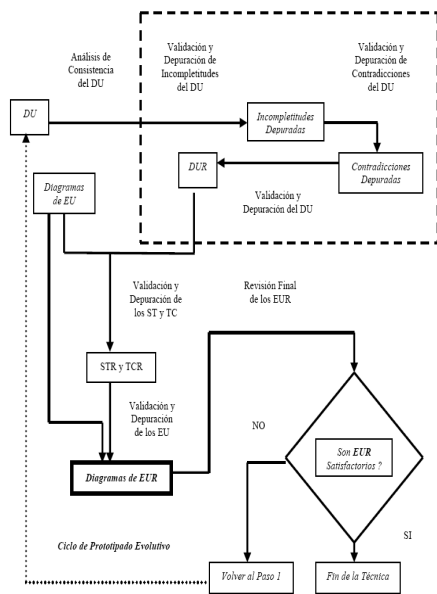 Análisis de
Consistencia
del DU
Validación y
Depuración de
Incompletitudes
del DU
Validación y
Depuración de
Contradicciones
del DU
DU
Incompletitudes
Depuradas
DUR
Contradicciones
Depuradas
Diagramas
de EU
Validación y
Depuración del DU
Validación y
Depuración de
los ST y TC
Revisión Final
de los EUR
STR y TCR
Validación y
Depuración
de los EU
NO
Son EUR
Satisfactorios ?
Diagramas de EUR
SI
Ciclo de Prototipado Evolutivo
Volver al Paso 1
Fin de la Técnica